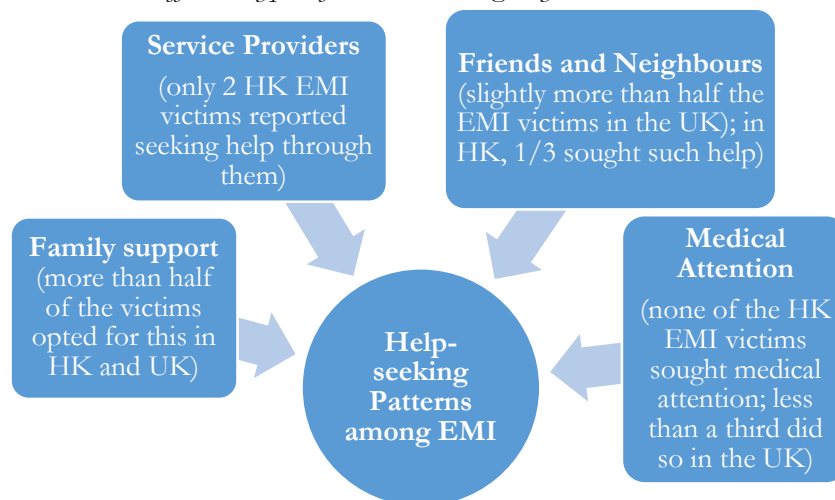 Service Providers
(only 2 HK EMI
victims reported
seeking help through
them)
Friends and Neighbours
(slightly more than half the
EMI victims in the UK); in
HK, 1/3 sought such help)
Family support
(more than half
of the victims
opted for this in
HK and UK)
Medical
Attention
(none of the HK
EMI victims
sought medical
attention; less
than a third did
so in the UK)
Help-
seeking
Patterns
among EMI